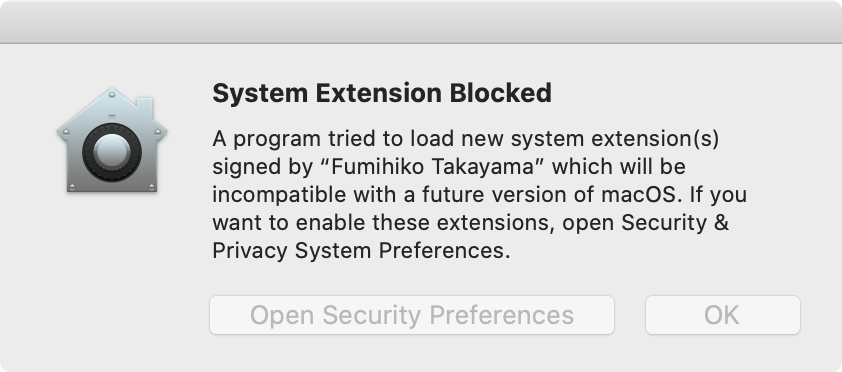 System Extension Blocked
A program tried to load new system extension(s)
signed by “Fumihiko Takayama” which will be
incompatible with a future version of macOS. If you
want to enable these extensions, open Security &
Privacy System Preferences.
Open Security Preferences
OK